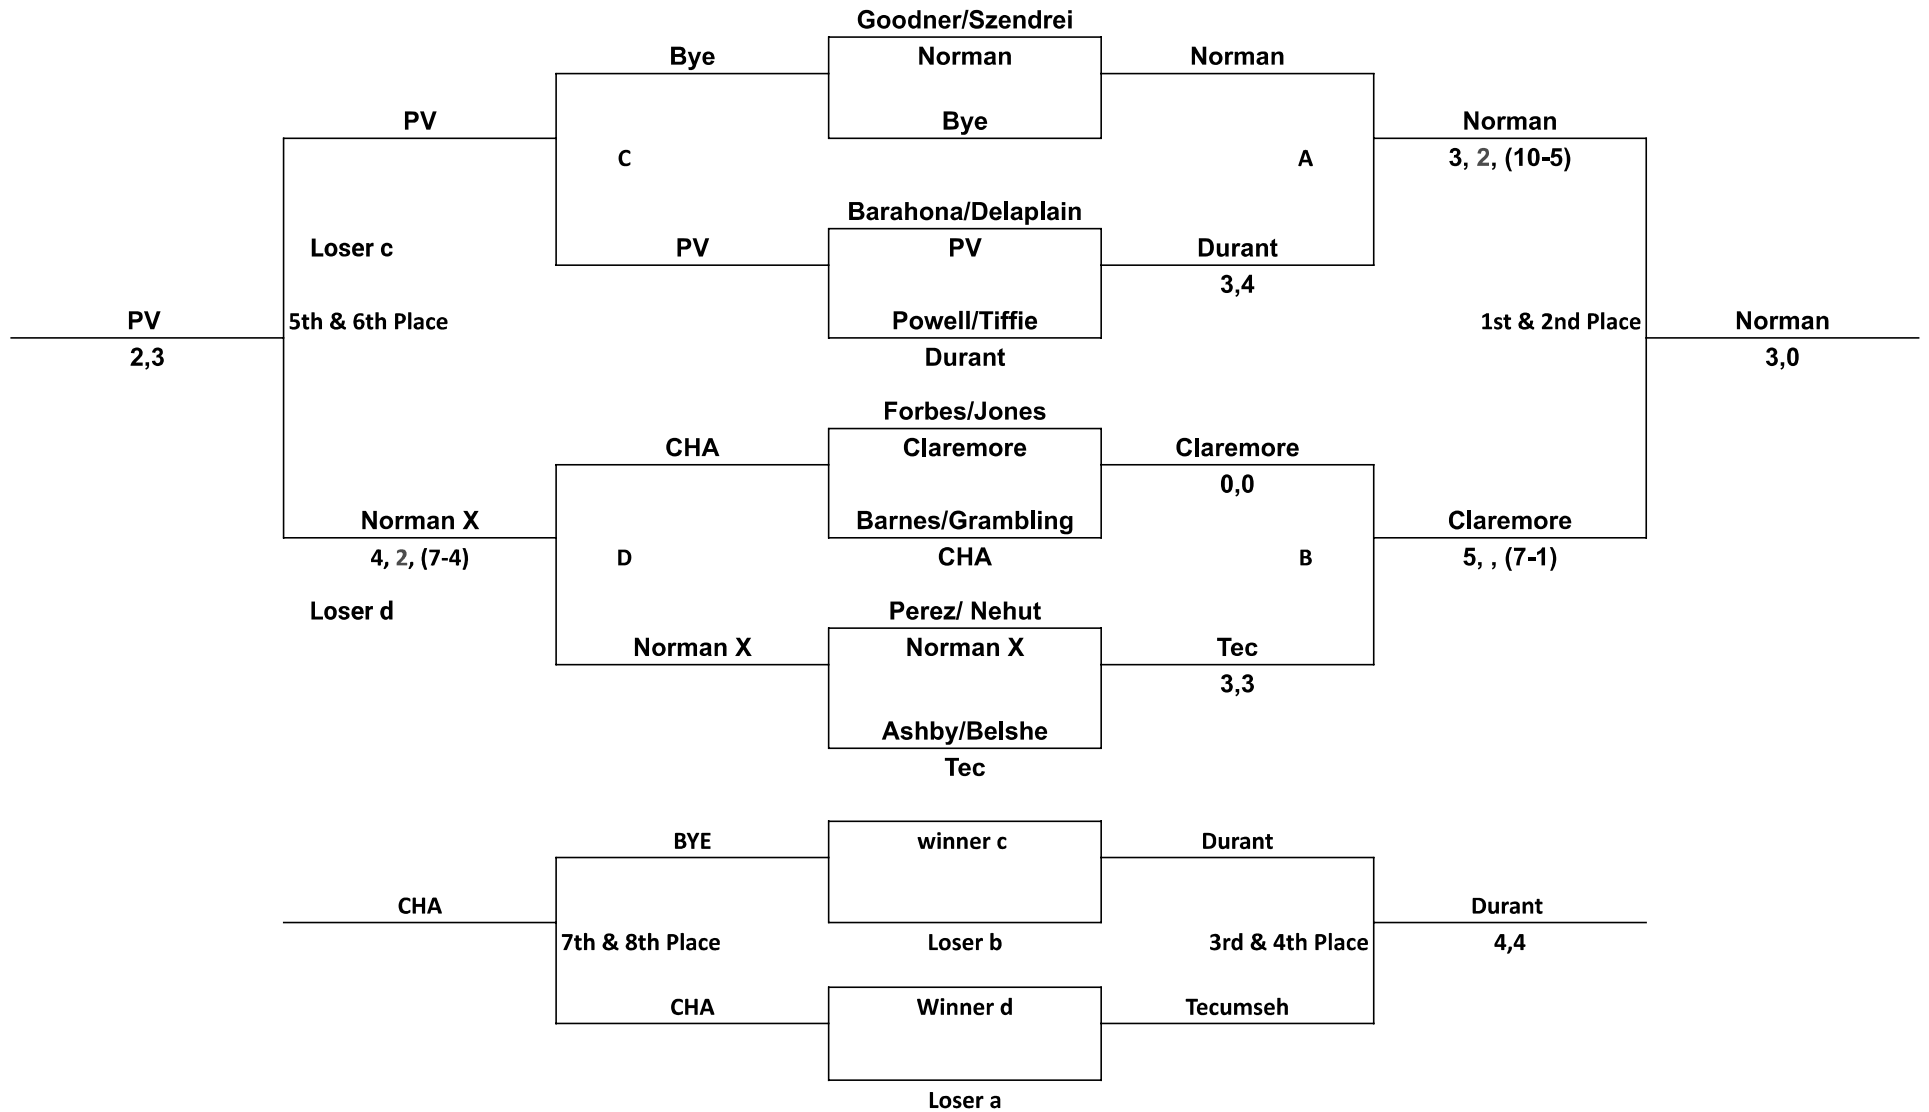 Goodner/Szendrei
Bye
Norman
Norman
PV
Bye
Norman
C
A
3, 2, (10-5)
Barahona/Delaplain
Loser c
PV
PV
Durant
3,4
PV
5th & 6th Place
Powell/Tiffie
1st & 2nd Place
Norman
2,3
Durant
3,0
Forbes/Jones
CHA
Claremore
Claremore
0,0
Norman X
Barnes/Grambling
Claremore
4, 2, (7-4)
D
CHA
B
5, , (7-1)
Loser d
Perez/ Nehut
Norman X
Norman X
Tec
3,3
Ashby/Belshe
Tec
BYE
winner c
Durant
CHA
Durant
7th & 8th Place
Loser b
3rd & 4th Place
4,4
CHA
Winner d
Tecumseh
Loser a